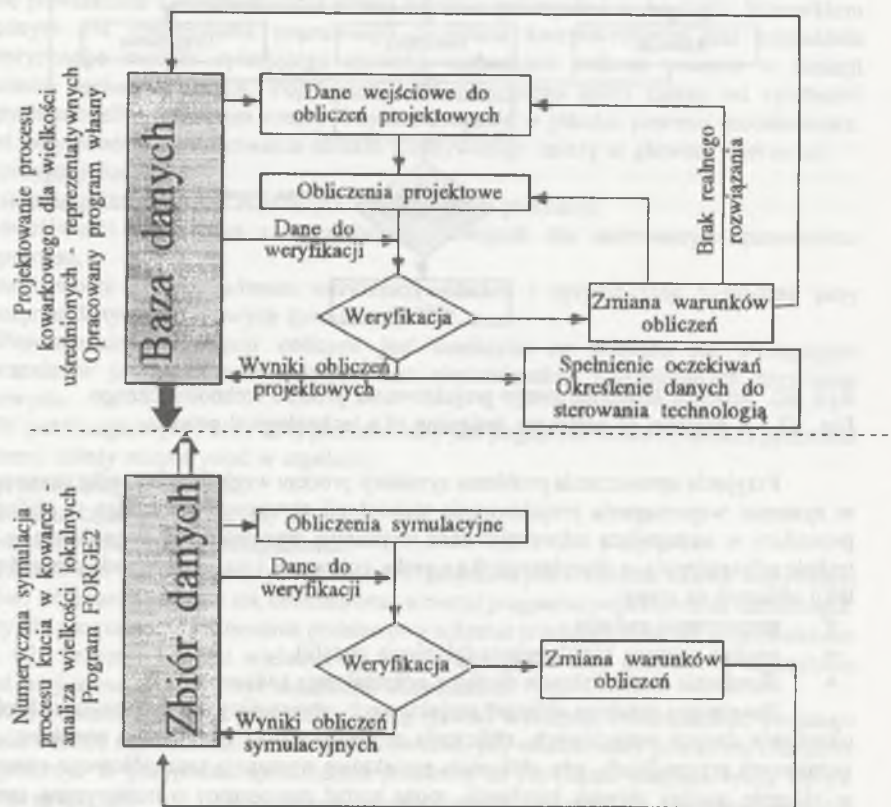 Projektowanie procesu
kowarkowego dla wielkości
uśrednionych - reprezentatywnych
Opracowany program własny
Baza danych
Dane wejściowe do
obliczeń projektowych
Obliczenia projektowe
Dane do
weryfikacji
Weryfikacja
Brak realnego
rozwiązania
Zmiana warunków
obliczeń
Wyniki obliczeń
projektowych
Spełnienie oczekiwań
Określenie danych do
sterowania technologią
Numeryczna symulacja
procesu kucia w kowarce -
analiza wielkości lokalnych
Program FORGE2
Zbiór danych
Obliczenia symulacyjne
Dane do
weryfikacji
Weryfikacja
Zmiana warunków
obliczeń
Wyniki obliczeń
symulacyjnych